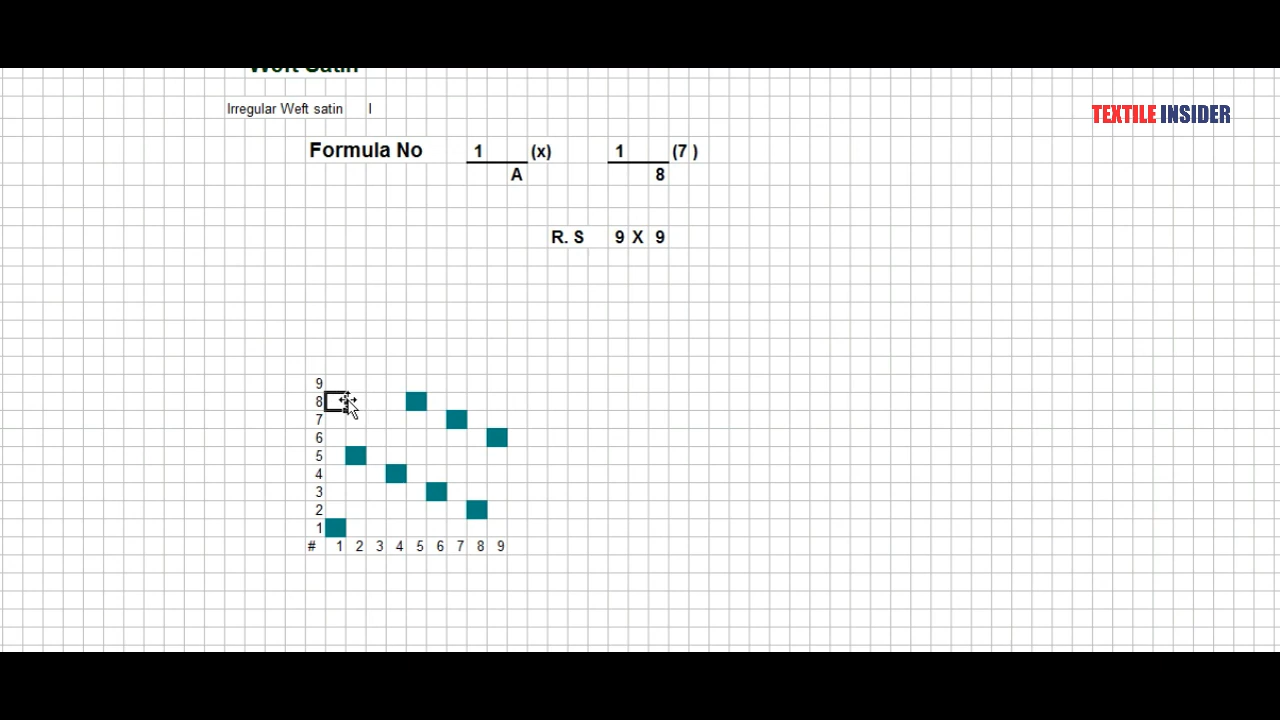 Weft Satin
Irregular Weft satin I
TEXTILE INSIDER
Formula No 1 (x) 1 (7 )
A 8
R. S 9 X 9
9
8
7
6
5
4
3
2
1
# 1 2 3 4 5 6 7 8 9